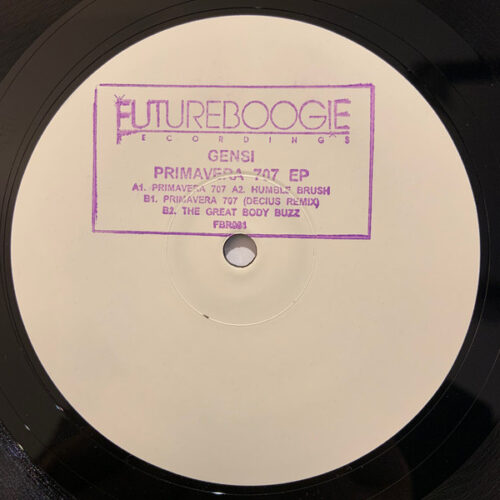 FUTUREBOOGIE
RECORDINGS
GENSI
PRIMAVERA 707 EP
A1. PRIMAVERA 707 A2. HUMBLE BRUSH
B1. PRIMAVERA 707 (DECIUS REMIX)
B2. THE GREAT BODY BUZZ
FBR081